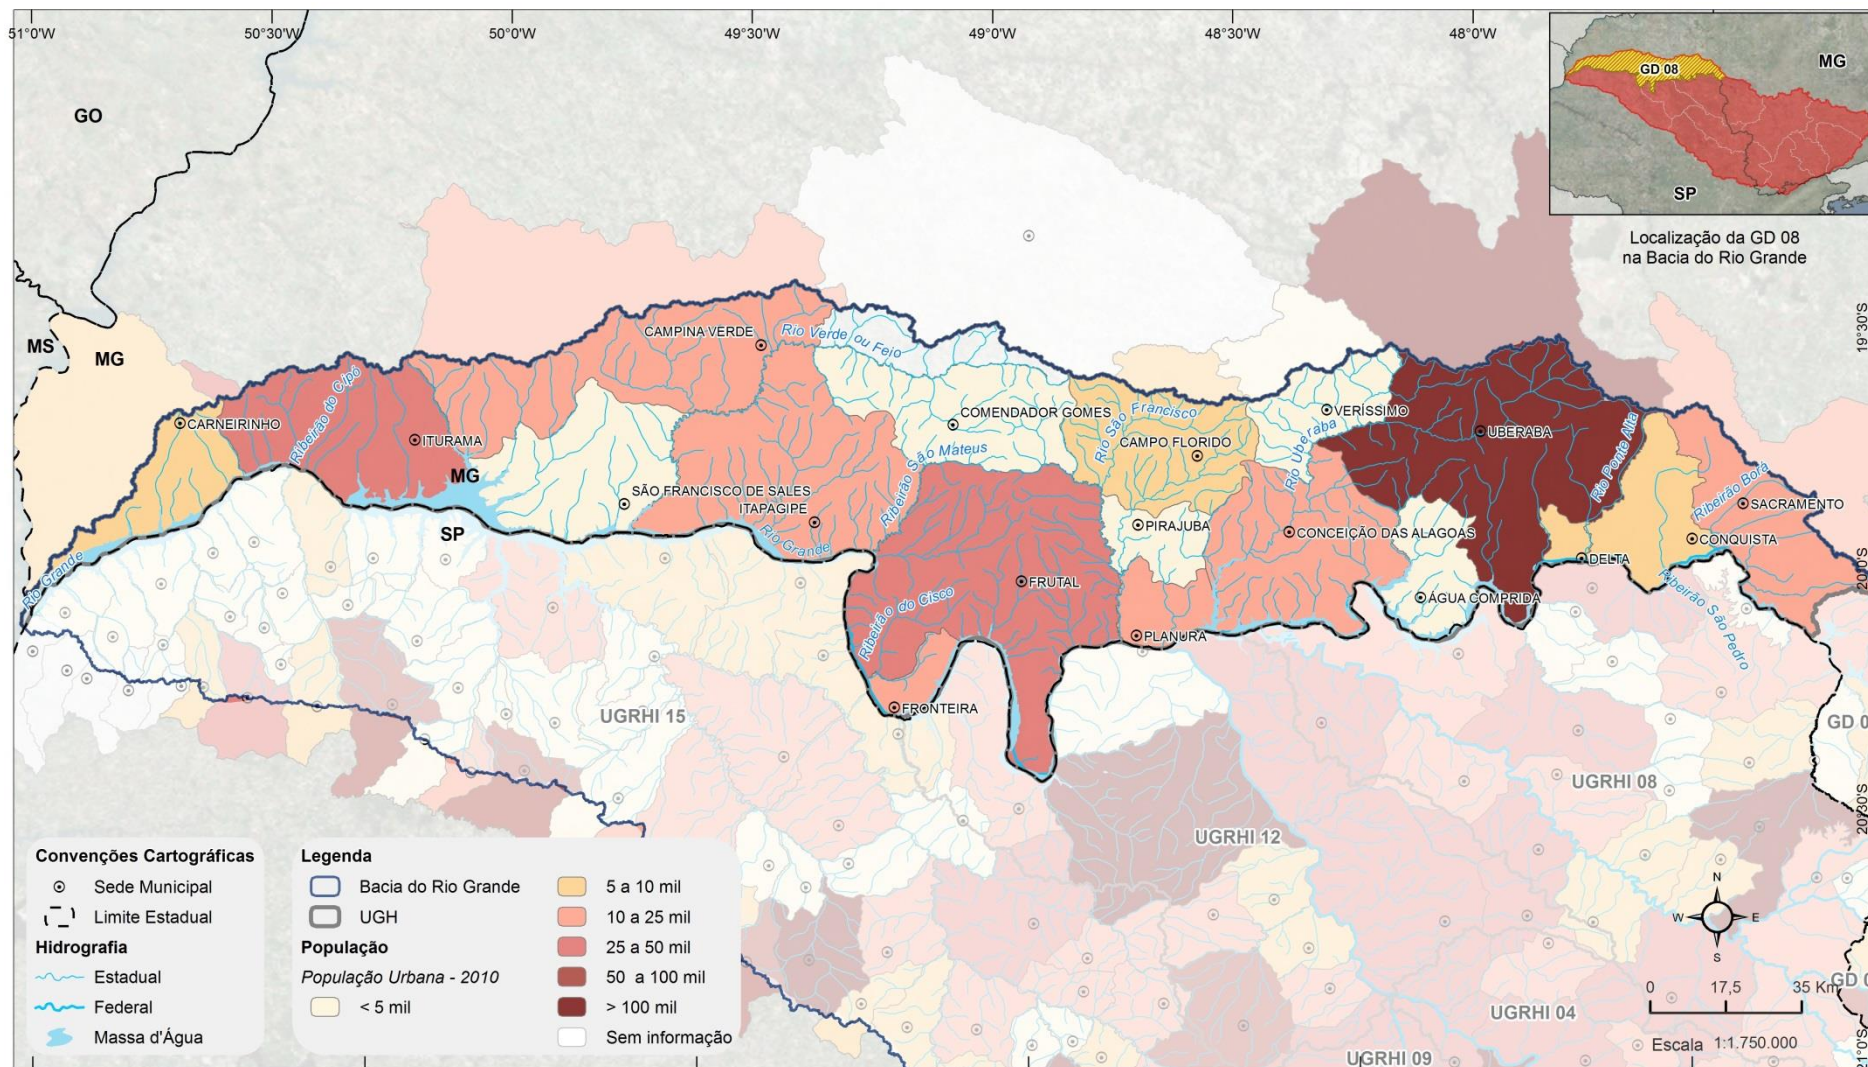 51°0'W
50°30'W
50°0'W
49°30'W
49°0'W
48°30'W
48°0'W
GO
MS
MG
GD 08
MG
SP
Localização da GD 08
na Bacia do Rio Grande
19°30'S
20°0'S
20°30'S
21°0'S
CAMPINA VERDE
Rio Verde ou Feio
CARNEIRINHO
Ribeirão do Cipó
ITURAMA
MG
COMENDADOR GOMES
Rio São Francisco
CAMPO FLORIDO
VERÍSSIMO
Rio Uberaba
UBERABA
Rio Ponte Alta
Ribeirão Borá
SACRAMENTO
SÃO FRANCISCO DE SALES
ITAPAGIPE
Ribeirão São Mateus
PIRAJUBA
CONCEIÇÃO DAS ALAGOAS
CONQUISTA
SP
Rio Grande
Rio Grande
DELTA
FRUTAL
ÁGUA COMPRIDA
Ribeirão São Pedro
Ribeirão do Cisco
PLANURA
FRONTEIRA
UGRHI 15
GD 0
UGRHI 08
UGRHI 12
GD 0
UGRHI 04
UGRHI 09
Convenções Cartográficas
Sede Municipal
Limite Estadual
Hidrografia
Estadual
Federal
Massa d'Água
Legenda
Bacia do Rio Grande
UGH
População
População Urbana - 2010
< 5 mil
5 a 10 mil
10 a 25 mil
25 a 50 mil
50 a 100 mil
> 100 mil
Sem informação
N
W
E
S
0 17,5 35 Km
Escala 1:1.750.000